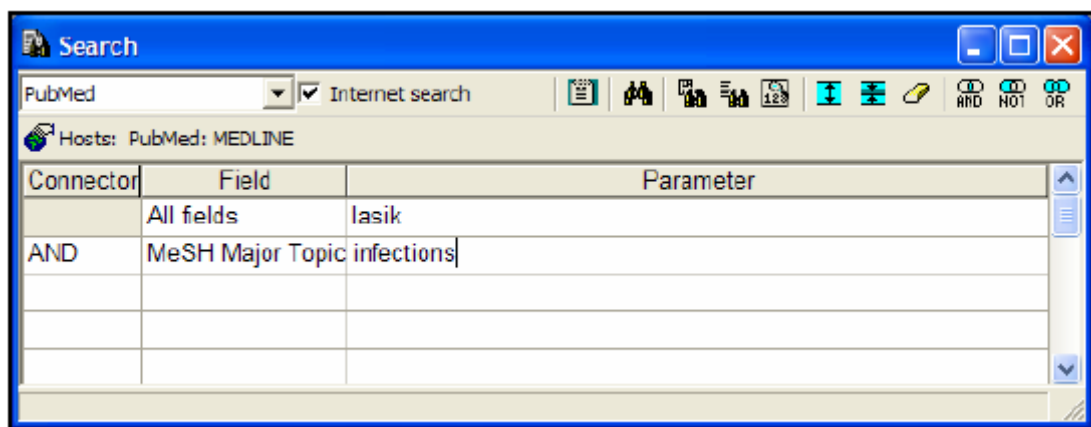 Search
PubMed Internet search 123 AND NOT OR
Hosts: PubMed: MEDLINE
Connector Field Parameter
All fields lasik
AND MeSH Major Topic infections